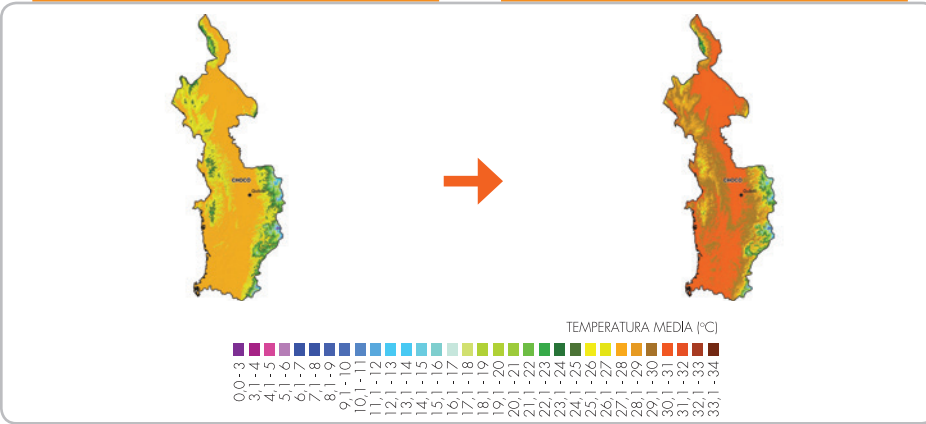 CHOCO
Quibdó
CHOCO
Quibdó
TEMPERATURA MEDIA (°C)
0,0 - 3
3,1 - 4
4,1 - 5
5,1 - 6
6,1 - 7
7,1 - 8
8,1 - 9
9,1 - 10
10,1 - 11
11,1 - 12
12,1 - 13
13,1 - 14
14,1 - 15
15,1 - 16
16,1 - 17
17,1 - 18
18,1 - 19
19,1 - 20
20,1 - 21
21,1 - 22
22,1 - 23
23,1 - 24
24,1 - 25
25,1 - 26
26,1 - 27
27,1 - 28
28,1 - 29
29,1 - 30
30,1 - 31
31,1 - 32
32,1 - 33
33,1 - 34